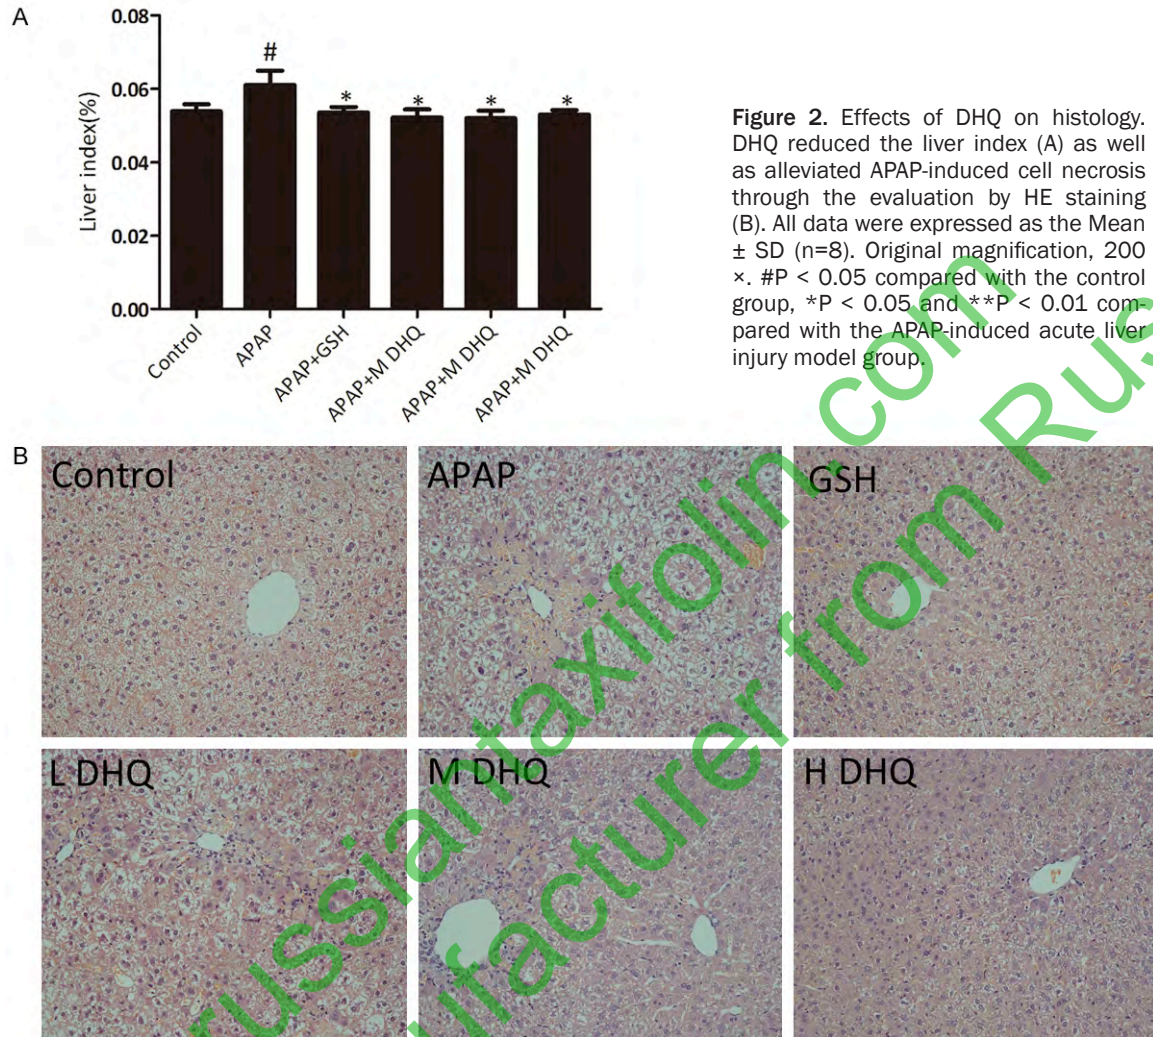 A
0.08
0.06
0.04
0.02
0.00
Liver index(%)
#
*
*
*
*
Control
APAP
APAP+GSH
APAP+M DHQ
APAP+M DHQ
APAP+M DHQ
Figure 2. Effects of DHQ on histology.
DHQ reduced the liver index (A) as well
as alleviated APAP-induced cell necrosis
through the evaluation by HE staining
(B). All data were expressed as the Mean
± SD (n=8). Original magnification, 200
×. #P < 0.05 compared with the control
group, *P < 0.05 and **P < 0.01 com-
pared with the APAP-induced acute liver
injury model group.
B
Control
APAP
GSH
L DHQ
M DHQ
H DHQ
russiantaxifolin.com
ufacturer from Rus